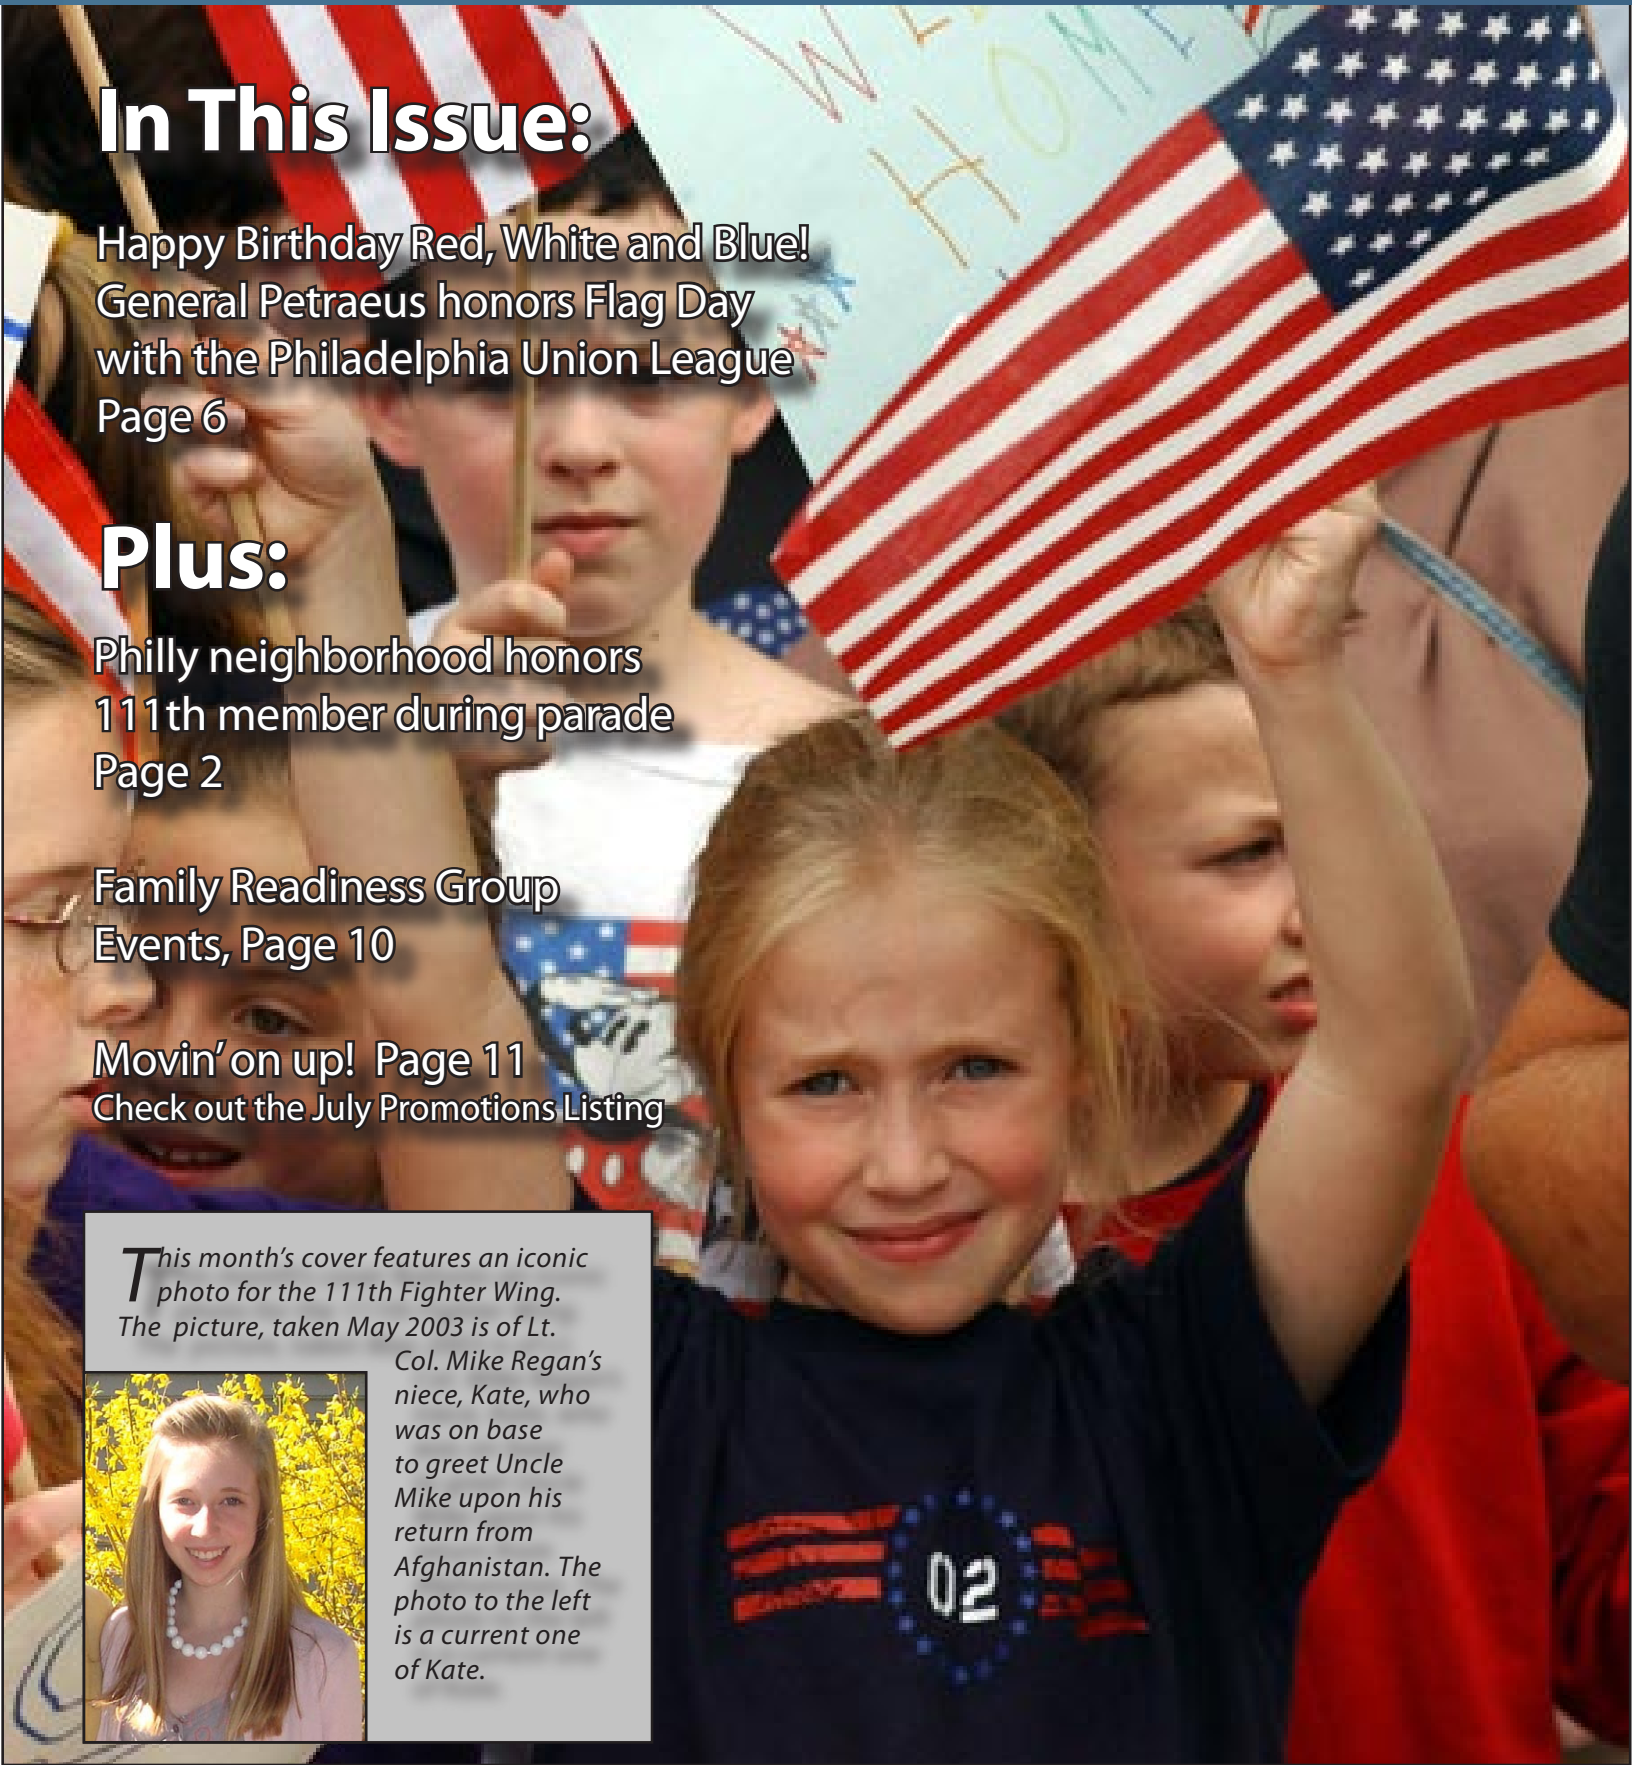 In This Issue:
Happy Birthday Red, White and Blue!
General Petraeus honors Flag Day
with the Philadelphia Union League
Page 6
Plus:
Philly neighborhood honors
111th member during parade
Page 2
Family Readiness Group
Events, Page 10
Movin’ on up!  Page 11
Check out the July Promotions Listing
This month’s cover features an iconic
photo for the 111th Fighter Wing.
The  picture, taken May 2003 is of Lt.
Col. Mike Regan’s
niece, Kate, who
was on base
to greet Uncle
Mike upon his
return from
Afghanistan. The
photo to the left
is a current one
of Kate.
HOME
02